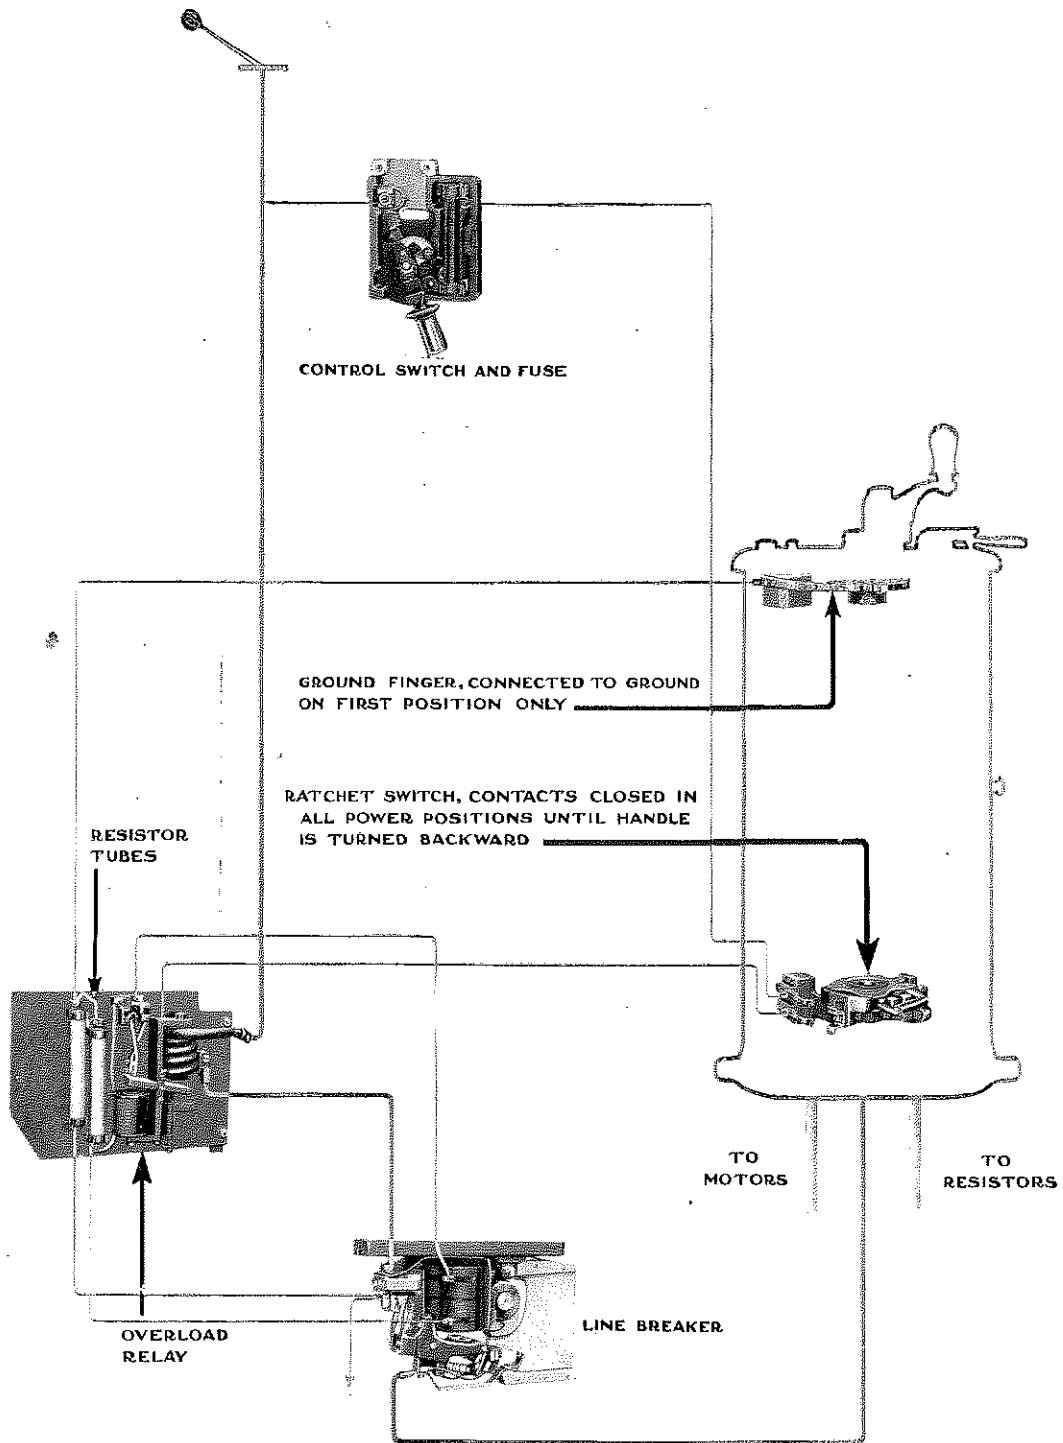 CONTROL SWITCH AND FUSE
GROUND FINGER, CONNECTED TO GROUND
ON FIRST POSITION ONLY
RATCHET SWITCH, CONTACTS CLOSED IN
ALL POWER POSITIONS UNTIL HANDLE
IS TURNED BACKWARD
RESISTOR
TUBES
TO
MOTORS
TO
RESISTORS
OVERLOAD
RELAY
LINE BREAKER